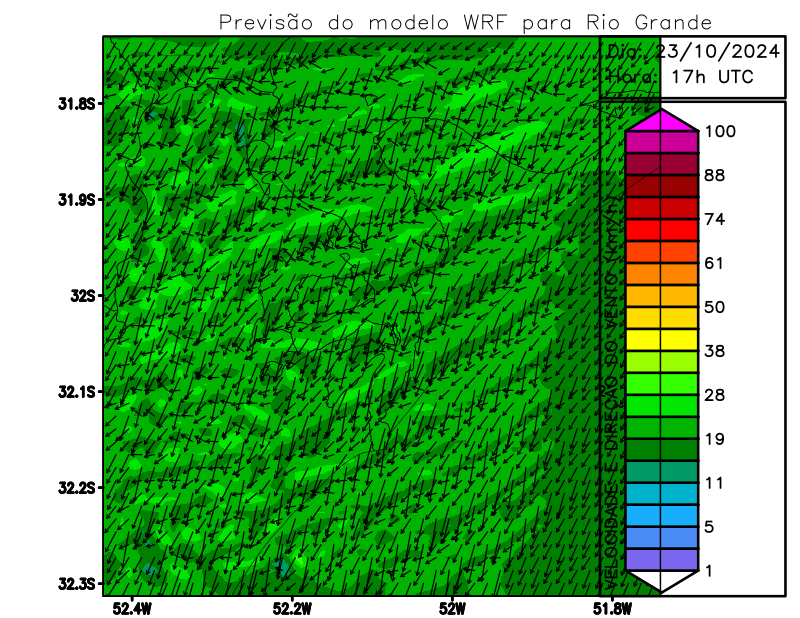 Previsão do modelo WRF para Rio Grande
Dia: 23/10/2024
Hora: 17h UTC
31.8S
31.9S
32S
32.1S
32.2S
32.3S
52.4W
52.2W
52W
51.8W
VELOCIDADE E DIREÇÃO DO VENTO (km/h)
100
88
74
61
50
38
28
19
11
5
1